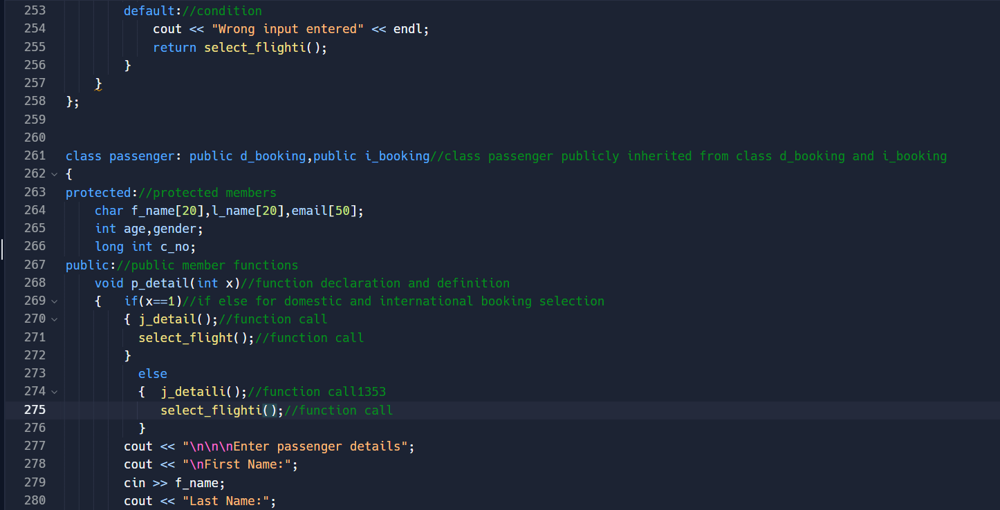 253 default://condition
254 cout << "Wrong input entered" << endl;
255 return select_flighti();
256 }
257 }
258 };
259
260
261 class passenger: public d_booking,public i_booking//class passenger publicly inherited from class d_booking and i_booking
262 {
263 protected://protected members
264 char f_name[20],l_name[20],email[50];
265 int age,gender;
266 long int c_no;
267 public://public member functions
268 void p_detail(int x)//function declaration and definition
269 {   if(x==1)//if else for domestic and international booking selection
270 { j_detail();//function call
271 select_flight();//function call
272 }
273 else
274 {  j_detaili();//function call1353
275 select_flighti();//function call
276 }
277 cout << "\n\n\nEnter passenger details";
278 cout << "\nFirst Name:";
279 cin >> f_name;
280 cout << "Last Name:";